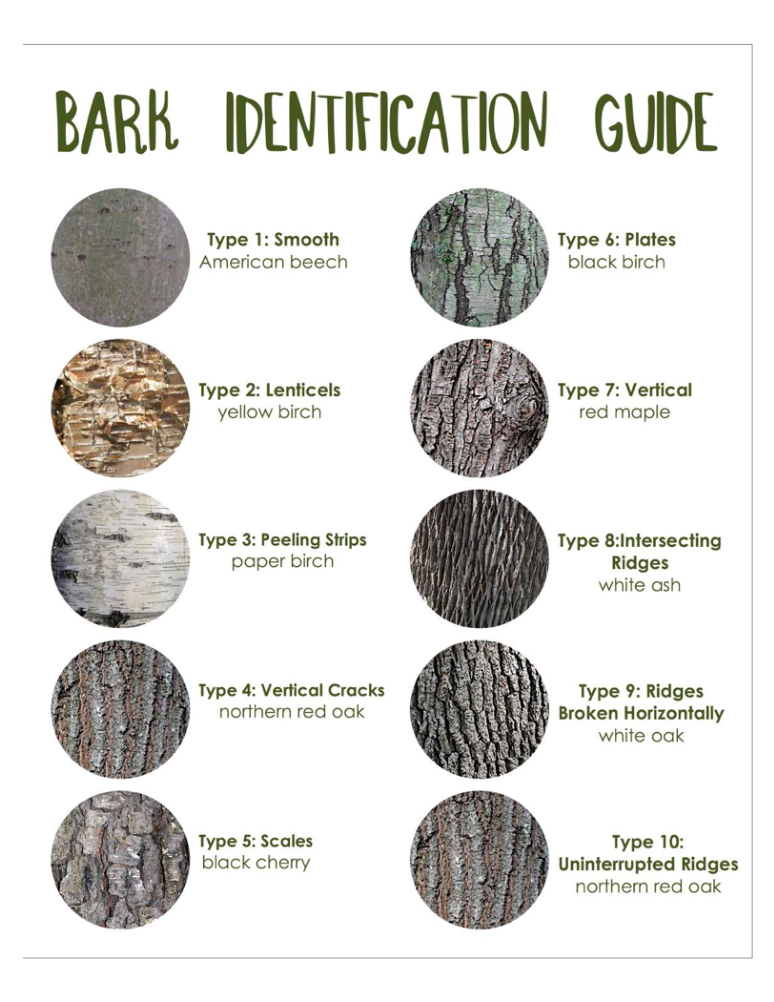 BARK IDENTIFICATION GUIDE
Type 1: Smooth
American beech
Type 2: Lenticels
yellow birch
Type 3: Peeling Strips
paper birch
Type 4: Vertical Cracks
northern red oak
Type 5: Scales
black cherry
Type 6: Plates
black birch
Type 7: Vertical
red maple
Type 8:Intersecting
Ridges
white ash
Type 9: Ridges
Broken Horizontally
white oak
Type 10:
Uninterrupted Ridges
northern red oak